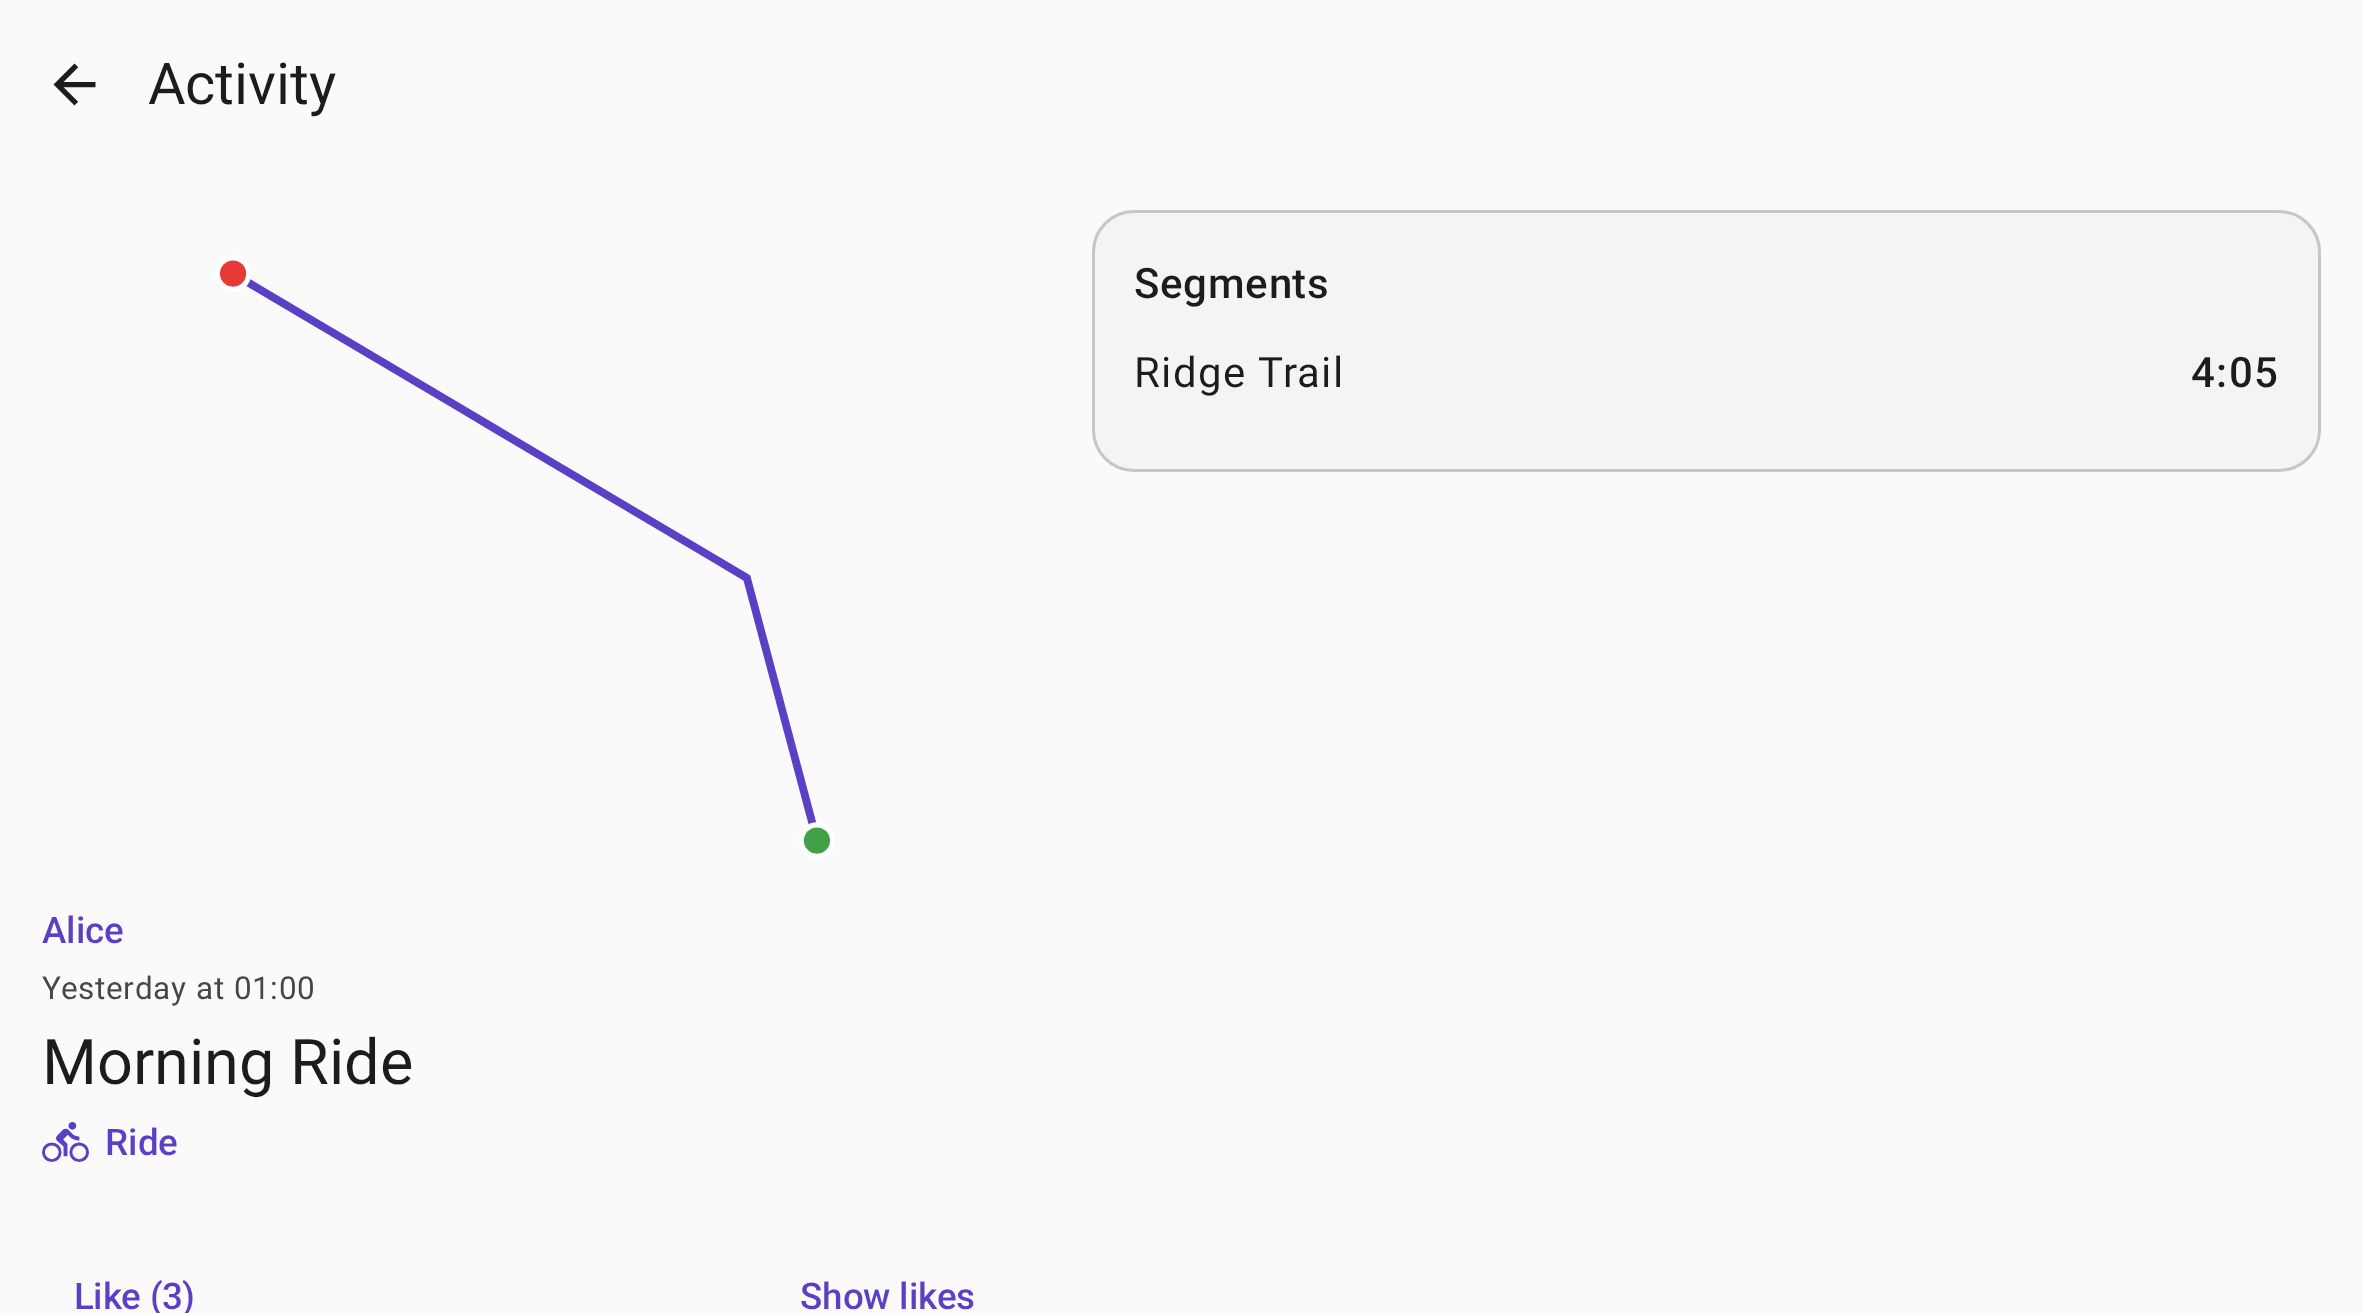 Activity
Segments
Ridge Trail 4:05
Alice
Yesterday at 01:00
Morning Ride
Ride
Like (3) Show likes